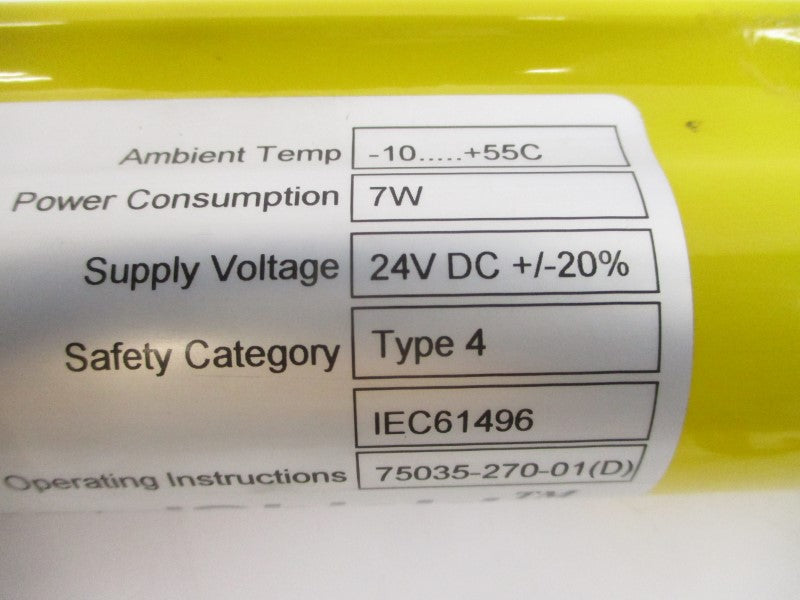 Ambient Temp -10.....+55C
Power Consumption 7W
Supply Voltage 24V DC +/-20%
Safety Category Type 4
IEC61496
Operating Instructions 75035-270-01(D)
TM